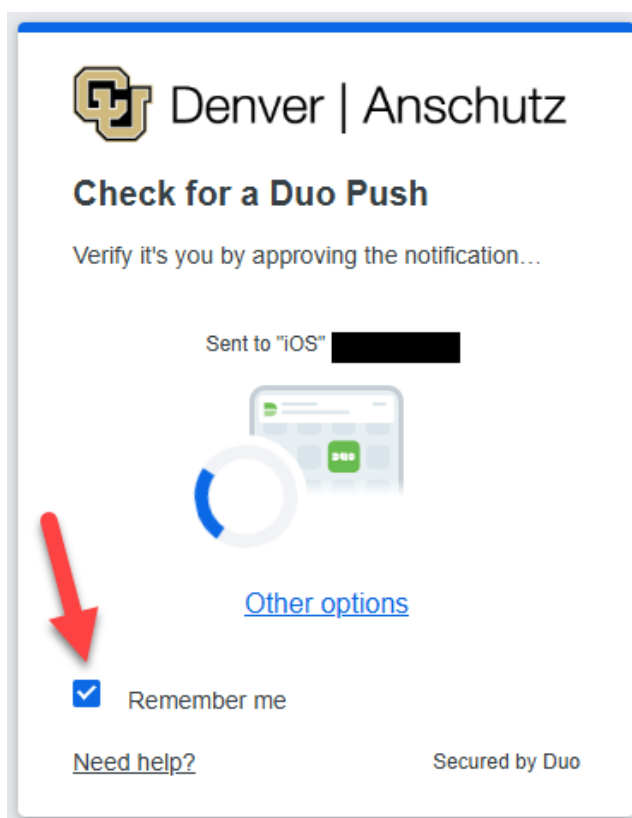 CU Denver | Anschutz
Check for a Duo Push
Verify it's you by approving the notification…
Sent to "iOS"
DUO
Other options
Remember me
Need help?
Secured by Duo